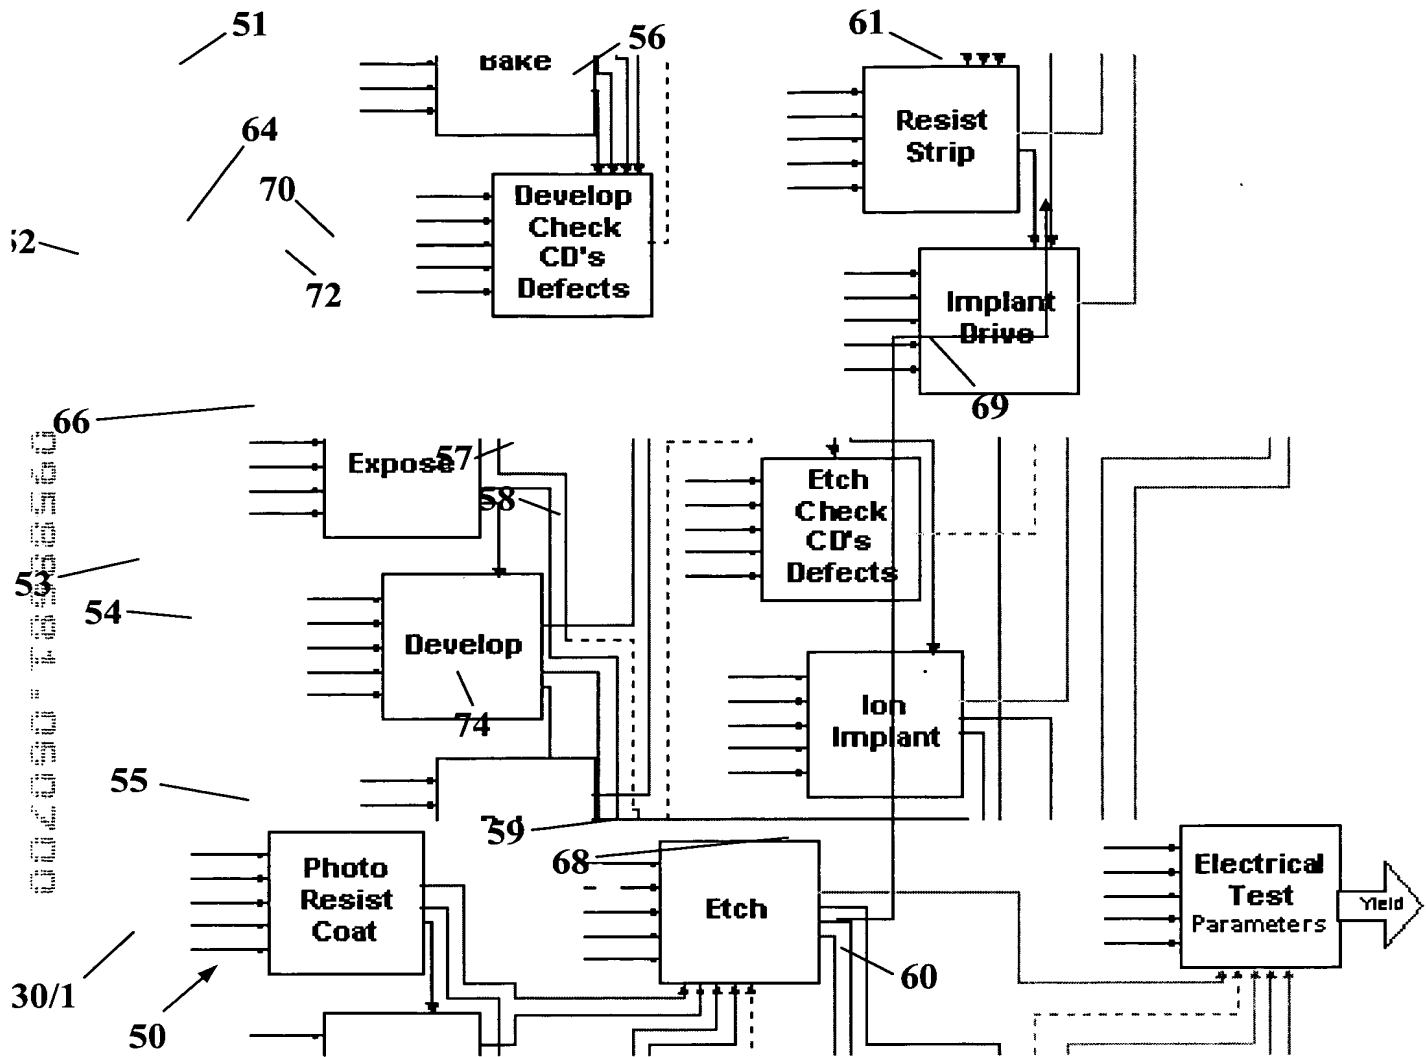 51
56
61
Bake
64
Resist
Strip
70
Develop
Check
CD's
Defects
72
Implant
Drive
69
66
57
Expose
58
Etch
Check
CD's
Defects
53
54
Develop
74
Ion
Implant
55
59
68
Photo
Resist
Coat
Etch
Electrical
Test
Parameters
Yield
60
30/1
50